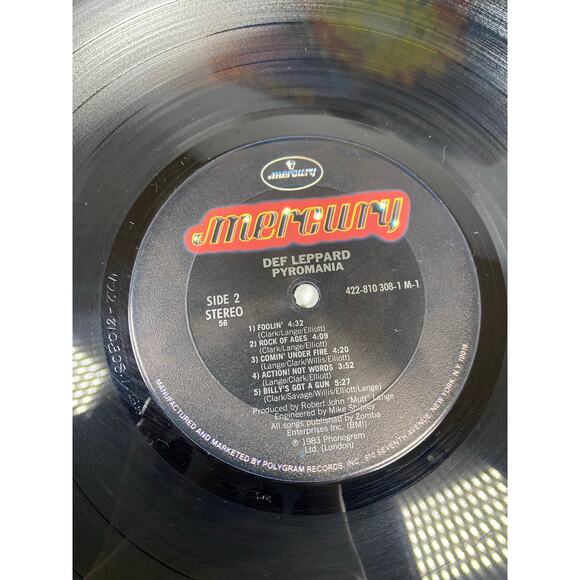 mercury
mercury
DEF LEPPARD
PYROMANIA
SIDE 2
STEREO
56
422-810 308-1 M-1
1) FOOLIN' 4:32
(Clark/Lange/Elliott)
2) ROCK OF AGES 4:09
(Clark/Lange/Elliott)
3) COMIN' UNDER FIRE 4:20
(Lange/Clark/Willis/Elliott)
4) ACTION! NOT WORDS 3:52
(Lange/Clark/Elliott)
5) BILLY'S GOT A GUN 5:27
(Clark/Savage/Willis/Elliott/Lange)
Produced by Robert John "Mutt" Lange
Engineered by Mike Shipley
All songs published by Zomba
Enterprises Inc. (BMI)
℗ 1983 Phonogram
Ltd. (London)
MANUFACTURED AND MARKETED BY POLYGRAM RECORDS, INC. 810 SEVENTH AVENUE, NEW YORK, N.Y. 10019.